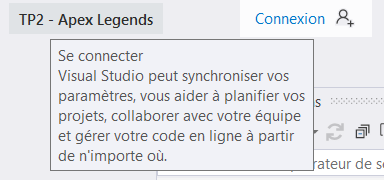 TP2 - Apex Legends
Connexion
Se connecter
Visual Studio peut synchroniser vos
paramètres, vous aider à planifier vos
projets, collaborer avec votre équipe
et gérer votre code en ligne à partir
de n'importe où.